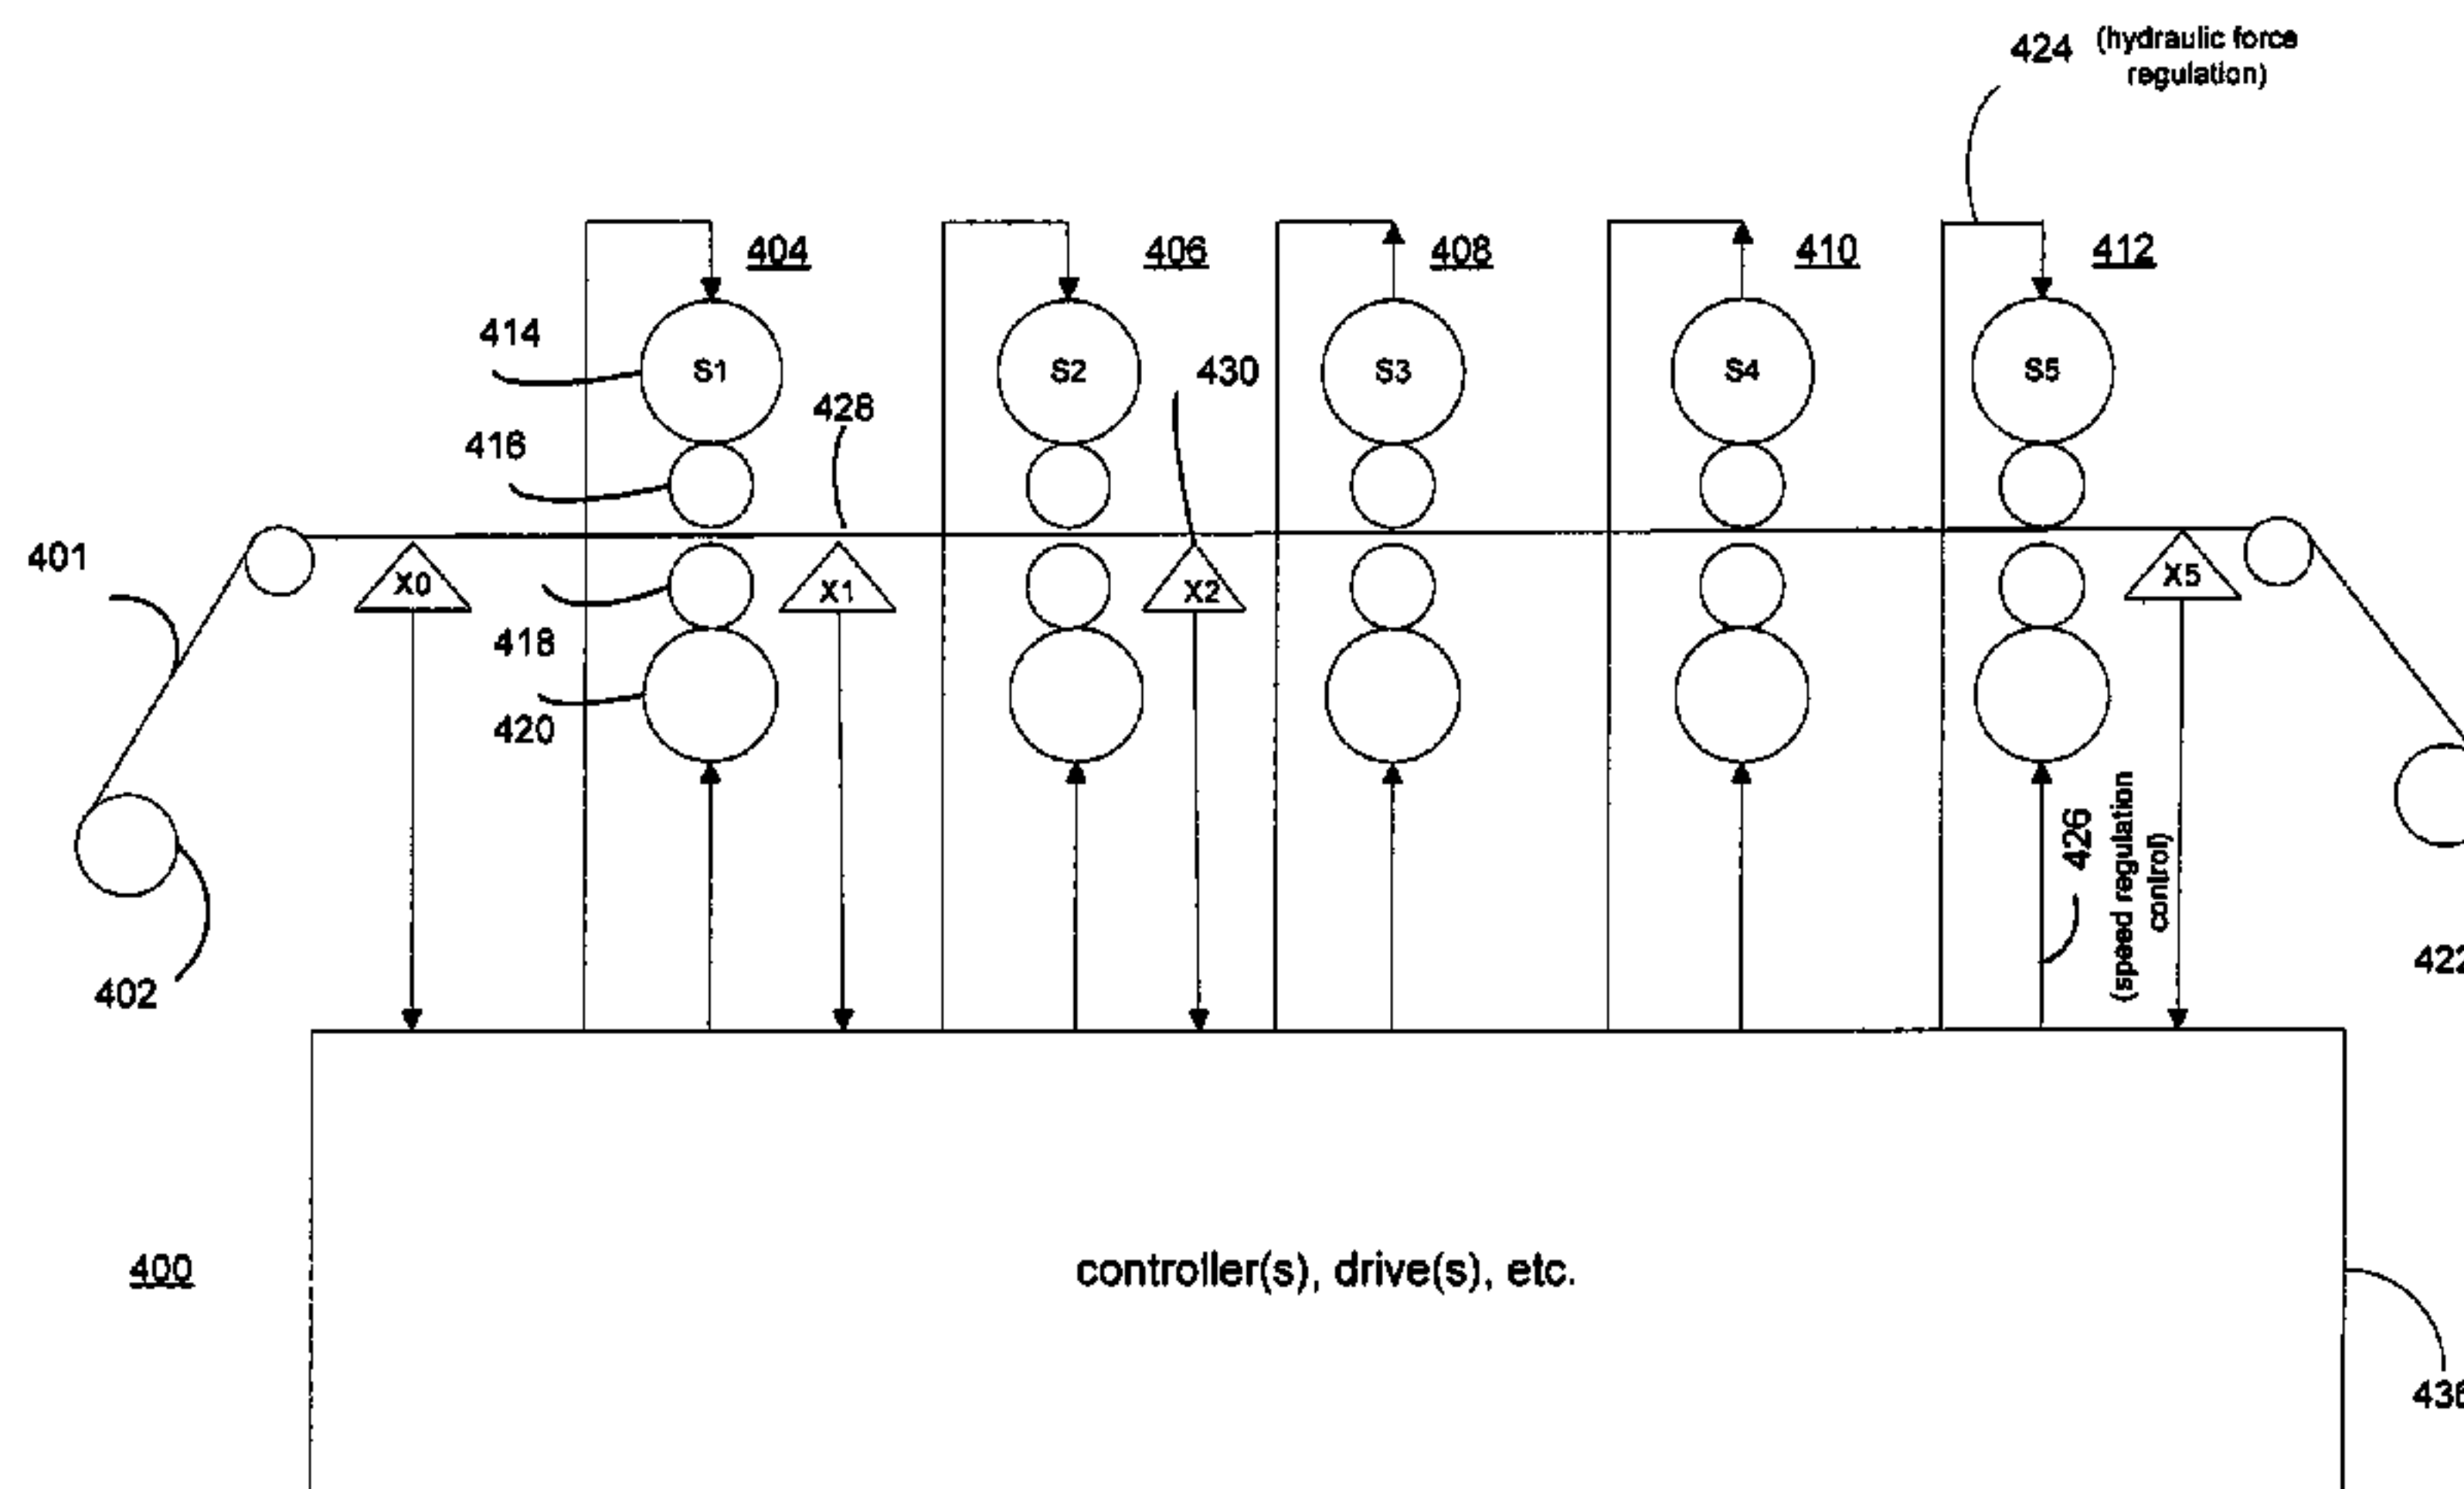 424 (hydraulic force
regulation)
404
406
408
410
412
414
S1
S2
430
S3
S4
S5
428
416
401
X0
X1
X2
X5
418
420
426
(speed regulation
control)
402
422
400
controller(s), drive(s), etc.